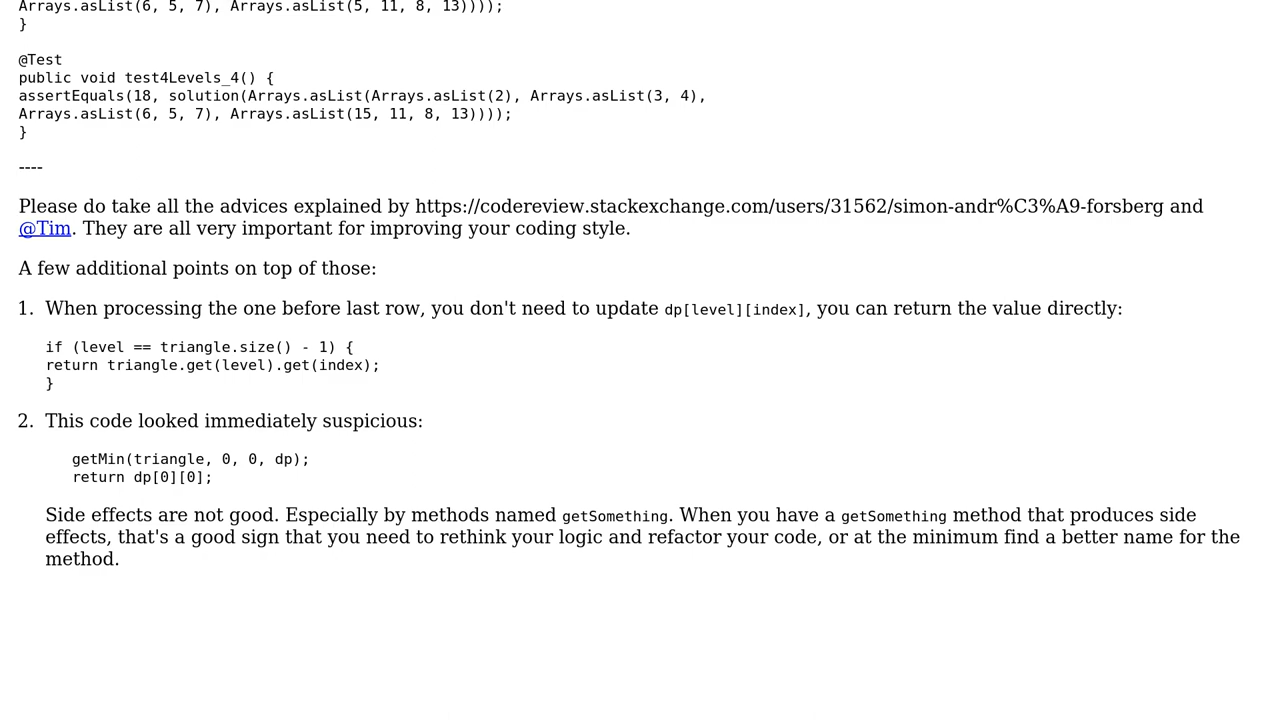 Arrays.asList(6, 5, 7), Arrays.asList(5, 11, 8, 13))));
}
@Test
public void test4Levels_4() {
assertEquals(18, solution(Arrays.asList(Arrays.asList(2), Arrays.asList(3, 4),
Arrays.asList(6, 5, 7), Arrays.asList(15, 11, 8, 13))));
}
----
Please do take all the advices explained by https://codereview.stackexchange.com/users/31562/simon-andr%C3%A9-forsberg and
@Tim. They are all very important for improving your coding style.
A few additional points on top of those:
1. When processing the one before last row, you don't need to update dp[level][index], you can return the value directly:
if (level == triangle.size() - 1) {
return triangle.get(level).get(index);
}
2. This code looked immediately suspicious:
getMin(triangle, 0, 0, dp);
return dp[0][0];
Side effects are not good. Especially by methods named getSomething. When you have a getSomething method that produces side
effects, that's a good sign that you need to rethink your logic and refactor your code, or at the minimum find a better name for the
method.